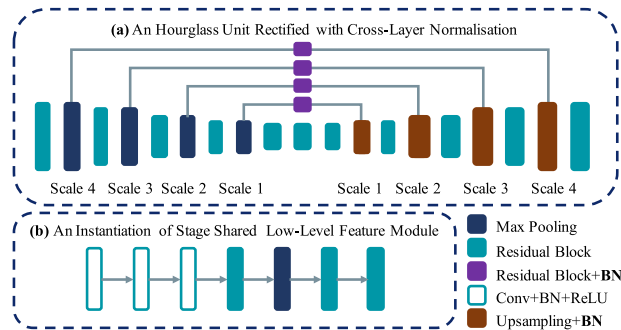 (a) An Hourglass Unit Rectified with Cross-Layer Normalisation
Scale 4 Scale 3 Scale 2 Scale 1 Scale 1 Scale 2 Scale 3 Scale 4
(b) An Instantiation of Stage Shared Low-Level Feature Module
Max Pooling
Residual Block
Residual Block+BN
Conv+BN+ReLU
Upsampling+BN